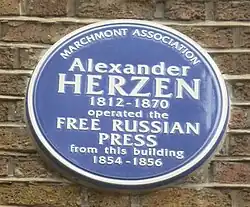 MARCHMONT ASSOCIATION
Alexander
HERZEN
1812-1870
operated the
FREE RUSSIAN
PRESS
from this building
1854-1856